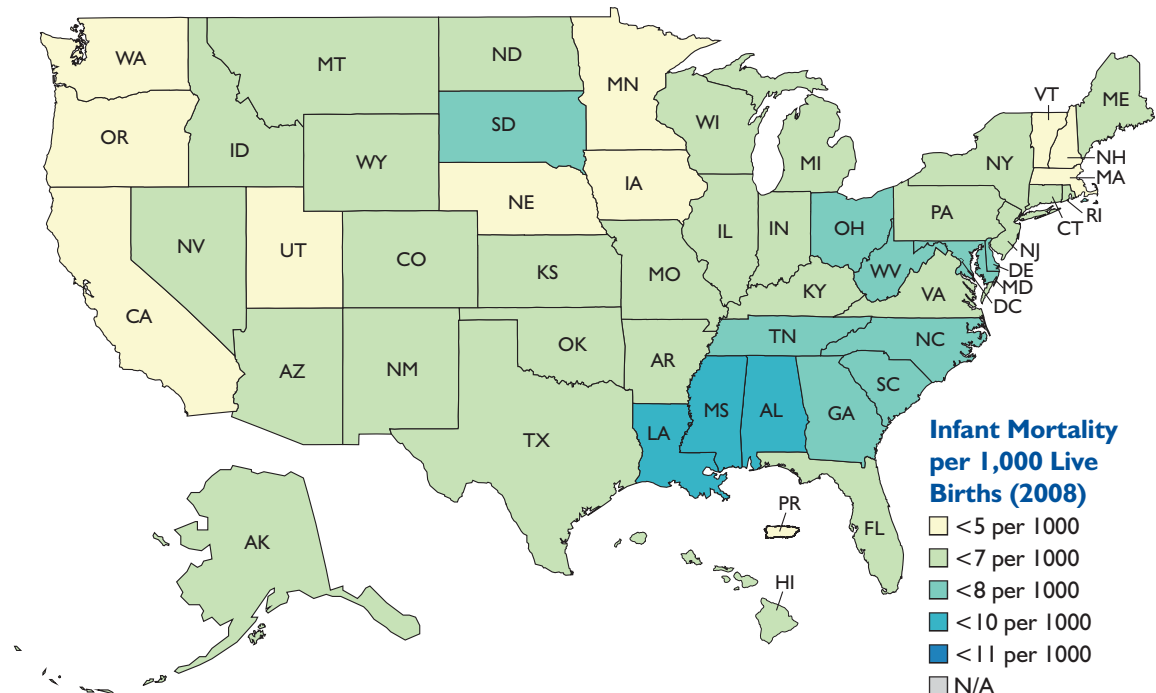 WA
MT
ND
MN
VT
ME
OR
ID
SD
WI
WY
MI
NY
NH
MA
NE
IA
RI
CT
PA
NV
UT
CO
IL
IN
OH
NJ
KS
MO
WV
DE
MD
CA
KY
VA
DC
TN
NC
AZ
NM
OK
AR
SC
MS
AL
GA
LA
TX
Infant Mortality
per 1,000 Live
Births (2008)
PR
<5 per 1000
FL
AK
<7 per 1000
HI
<8 per 1000
<10 per 1000
<11 per 1000
N/A